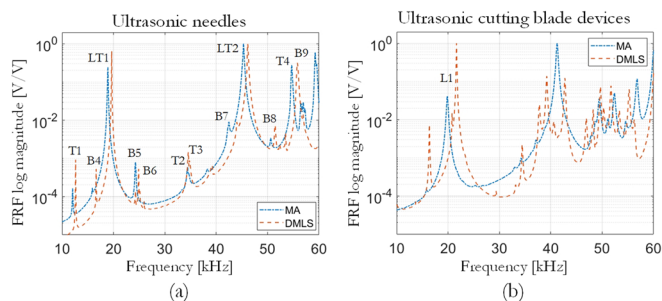 Ultrasonic needles
FRF log magnitude [V/V]
10^0
10^-2
10^-4
LT1
LT2
B9
T4
B7
B8
T1
B4
B5
B6
T2
T3
MA
DMLS
10 20 30 40 50 60
Frequency [kHz]
(a)
Ultrasonic cutting blade devices
FRF log magnitude [V/V]
10^0
10^-2
10^-4
MA
DMLS
L1
10 20 30 40 50 60
Frequency [kHz]
(b)